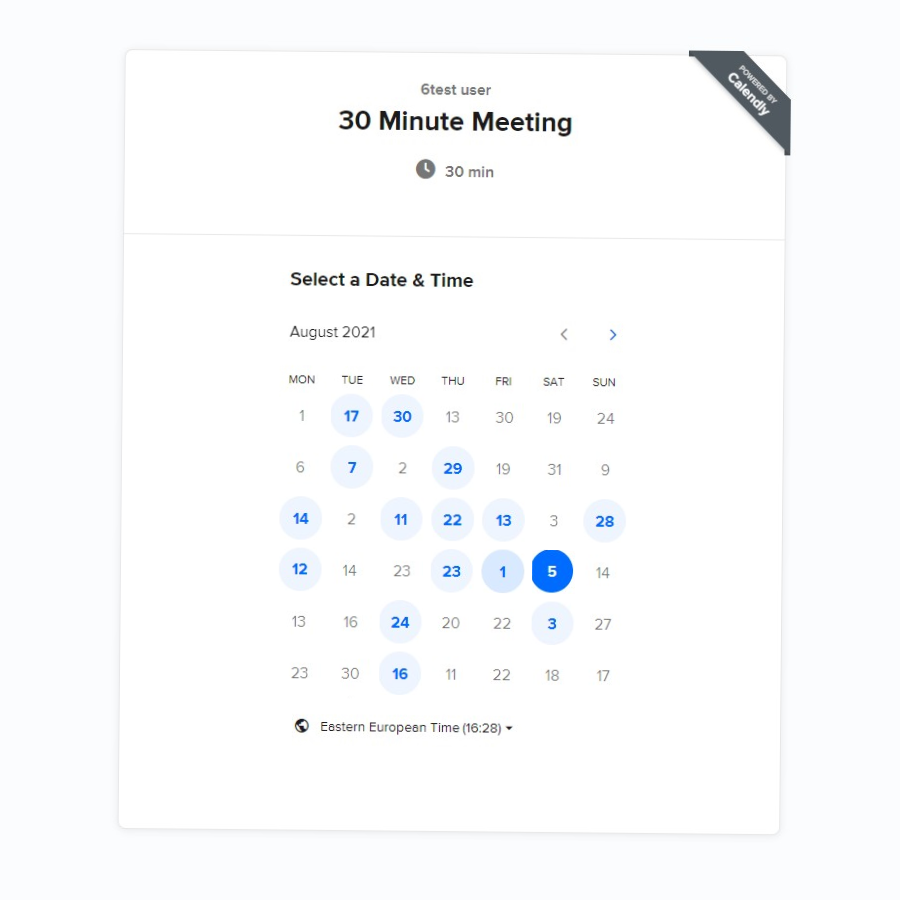 POWERED BY
Calendly
6test user
30 Minute Meeting
30 min
Select a Date & Time
August 2021
MON TUE WED THU FRI SAT SUN
1 17 30 13 30 19 24
6 7 2 29 19 31 9
14 2 11 22 13 3 28
12 14 23 23 1 5 14
13 16 24 20 22 3 27
23 30 16 11 22 18 17
Eastern European Time (16:28)